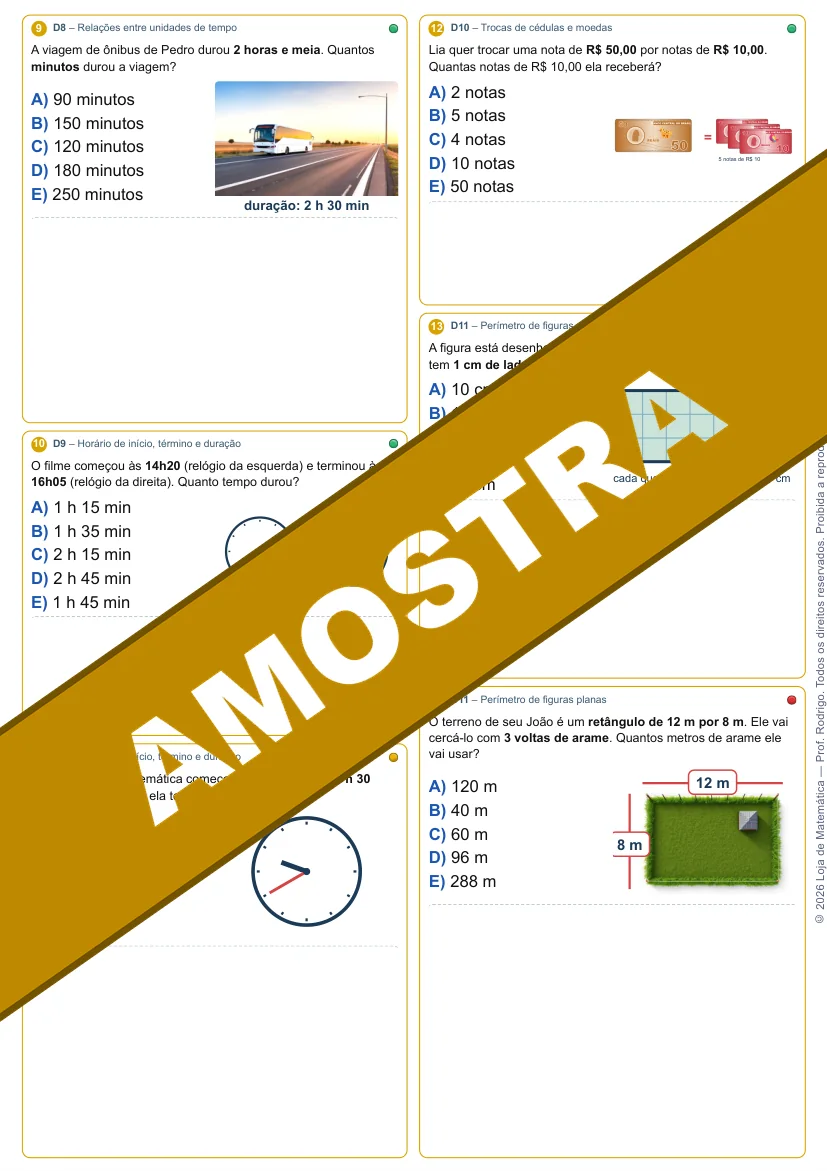 9 D8 – Relações entre unidades de tempo
A viagem de ônibus de Pedro durou 2 horas e meia. Quantos
minutos durou a viagem?
A) 90 minutos
B) 150 minutos
C) 120 minutos
D) 180 minutos
E) 250 minutos
duração: 2 h 30 min
10 D9 – Horário de início, término e duração
O filme começou às 14h20 (relógio da esquerda) e terminou às
16h05 (relógio da direita). Quanto tempo durou?
A) 1 h 15 min
B) 1 h 35 min
C) 2 h 15 min
D) 2 h 45 min
E) 1 h 45 min
término e duração
h 30
ela
12 D10 – Trocas de cédulas e moedas
Lia quer trocar uma nota de R$ 50,00 por notas de R$ 10,00.
Quantas notas de R$ 10,00 ela receberá?
A) 2 notas
B) 5 notas
C) 4 notas
D) 10 notas
E) 50 notas
50
=
10
5 notas de R$ 10
13 D11 – Perímetro de figuras
A figura está
tem 1 cm de lado
A) 10 cm
B)
cada
cm
– Perímetro de figuras planas
O terreno de seu João é um retângulo de 12 m por 8 m. Ele vai
cercá-lo com 3 voltas de arame. Quantos metros de arame ele
vai usar?
A) 120 m
B) 40 m
C) 60 m
D) 96 m
E) 288 m
12 m
8 m
AMOSTRA
© 2026 Loja de Matemática — Prof. Rodrigo. Todos os direitos reservados. Proibida a